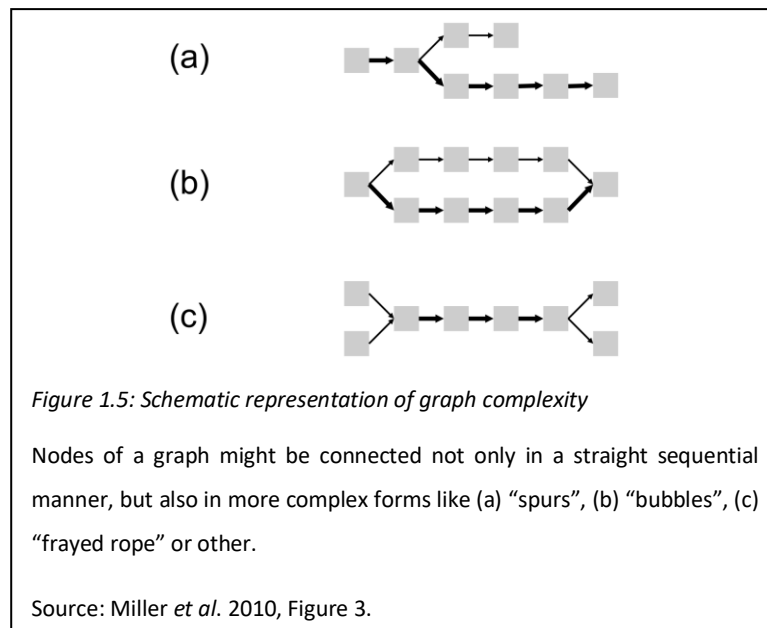 (a)
(b)
(c)
Figure 1.5: Schematic representation of graph complexity
Nodes of a graph might be connected not only in a straight sequential
manner, but also in more complex forms like (a) “spurs”, (b) “bubbles”, (c)
“frayed rope” or other.
Source: Miller et al. 2010, Figure 3.